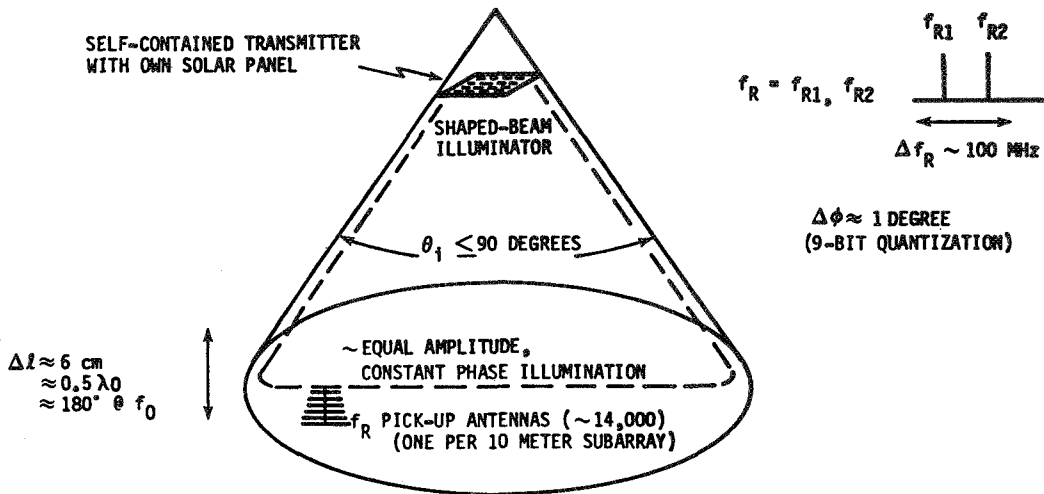 SELF-CONTAINED TRANSMITTER
WITH OWN SOLAR PANEL
SHAPED-BEAM
ILLUMINATOR
f_R1 f_R2
f_R = f_R1, f_R2
Δf_R ~ 100 MHz
Δϕ ≈ 1 DEGREE
(9-BIT QUANTIZATION)
θ_i ≤ 90 DEGREES
Δℓ ≈ 6 cm
≈ 0.5 λ0
≈ 180° @ f_0
~ EQUAL AMPLITUDE,
CONSTANT PHASE ILLUMINATION
f_R PICK-UP ANTENNAS (~14,000)
(ONE PER 10 METER SUBARRAY)